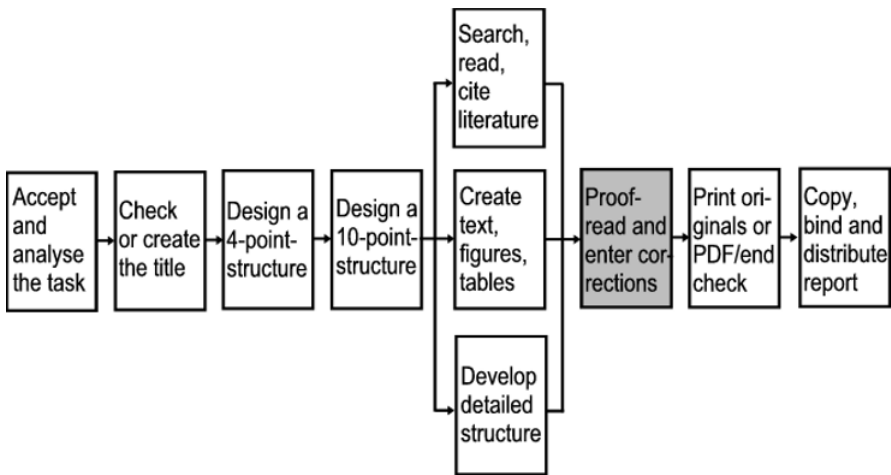 Accept
and
analyse
the task
Check
or create
the title
Design a
4-point-
structure
Design a
10-point-
structure
Search,
read,
cite
literature
Create
text,
figures,
tables
Develop
detailed
structure
Proof-
read and
enter cor-
rections
Print ori-
ginals or
PDF/end
check
Copy,
bind and
distribute
report